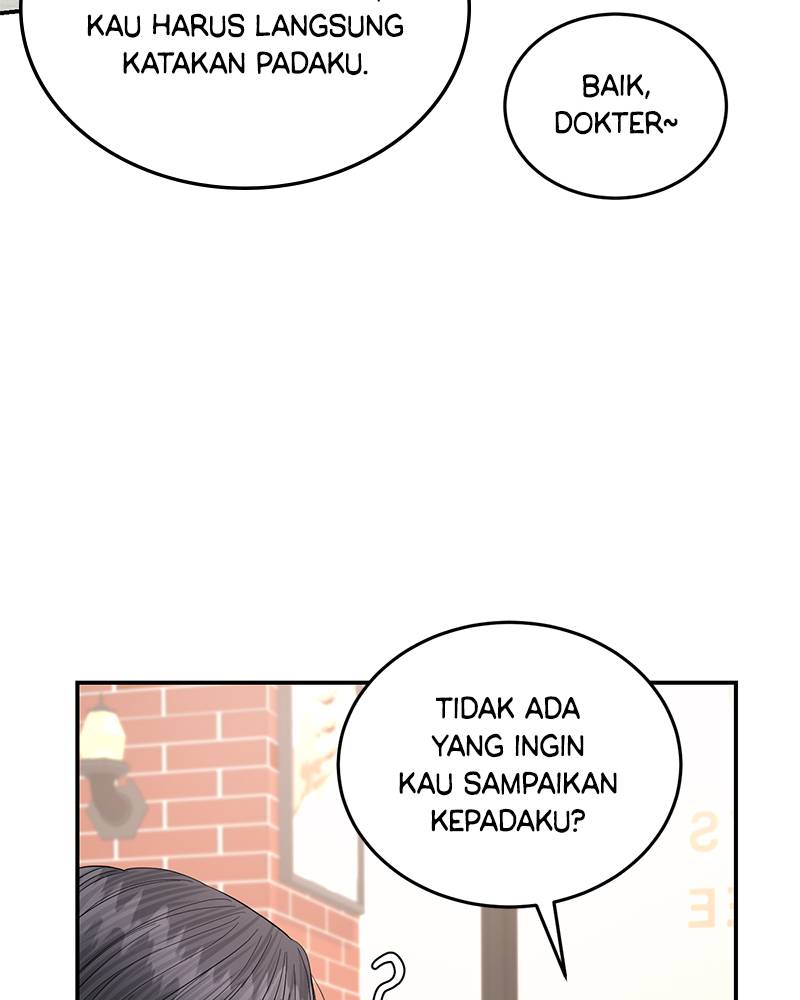 KAU HARUS LANGSUNG
KATAKAN PADAKU.
BAIK,
DOKTER~
TIDAK ADA
YANG INGIN
KAU SAMPAIKAN
KEPADAKU?
?